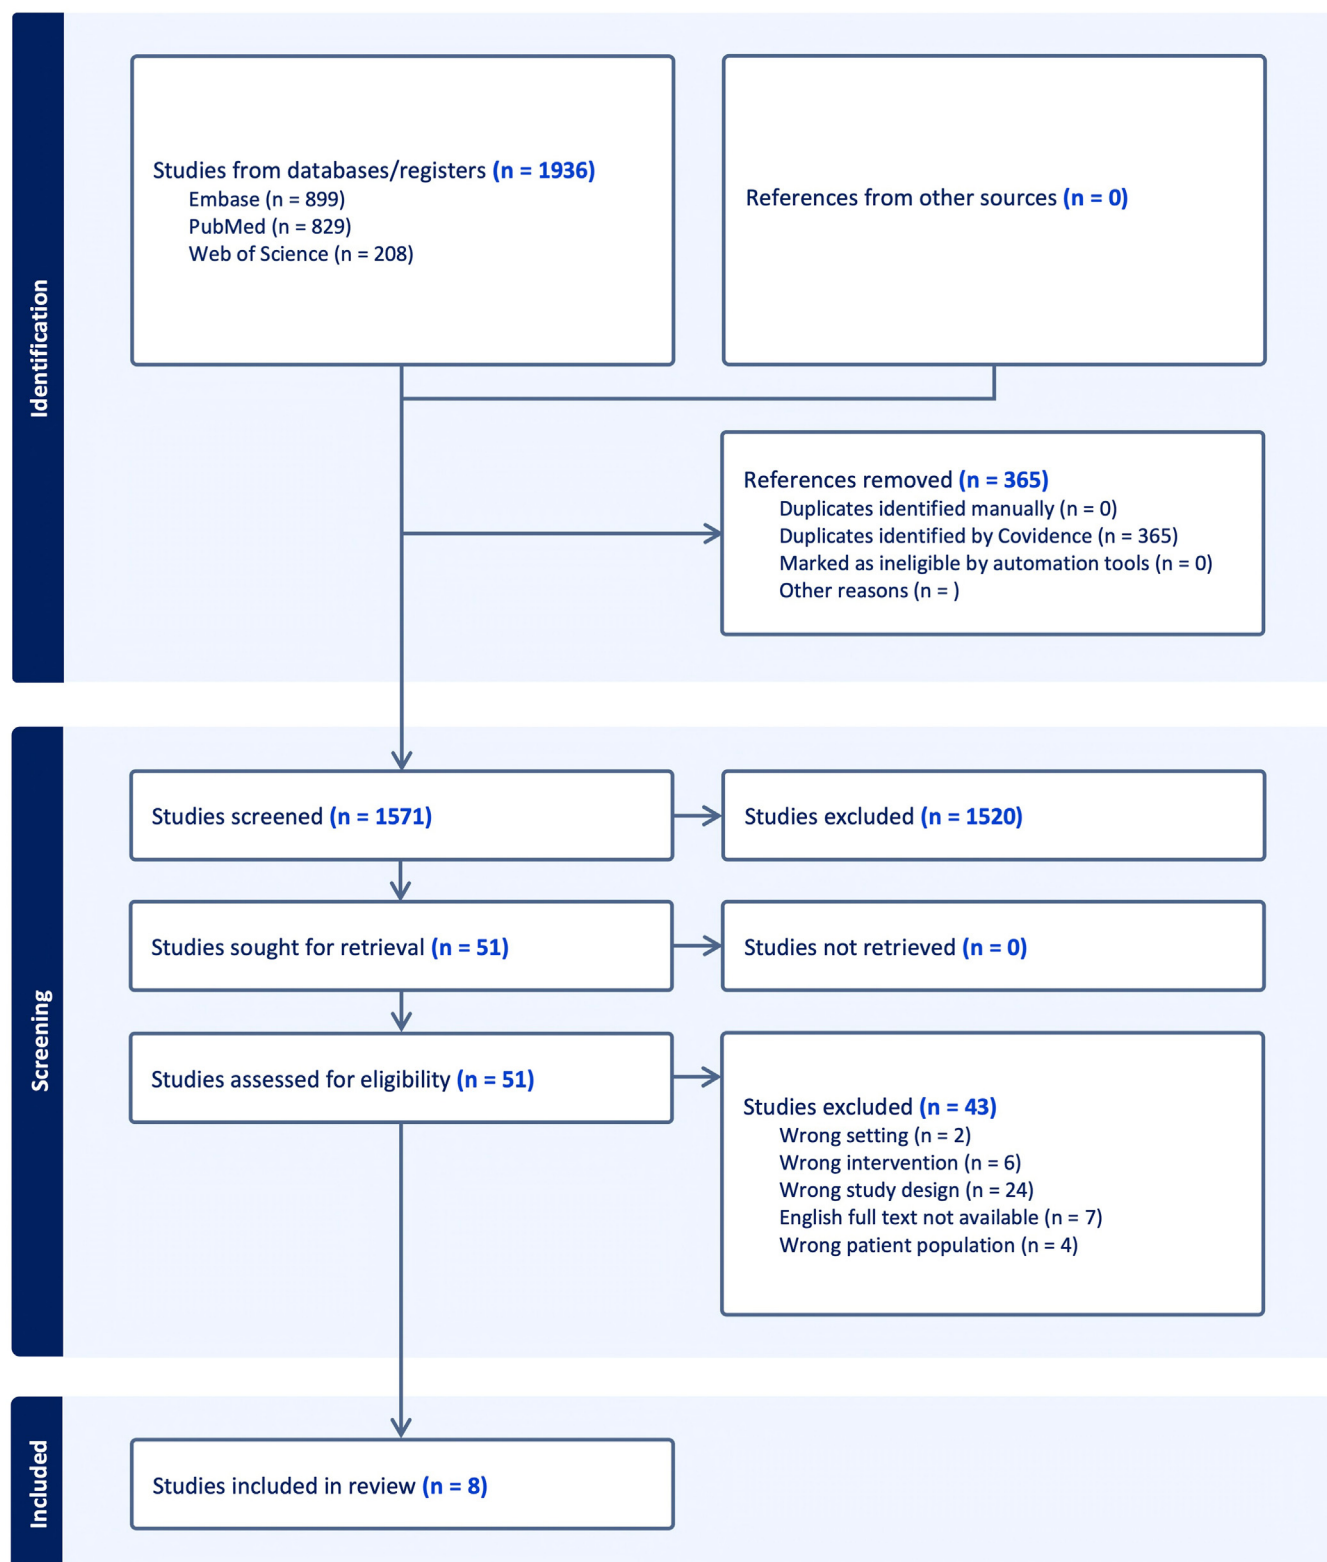 Identification
Studies from databases/registers (n = 1936)
Embase (n = 899)
PubMed (n = 829)
Web of Science (n = 208)
References from other sources (n = 0)
References removed (n = 365)
Duplicates identified manually (n = 0)
Duplicates identified by Covidence (n = 365)
Marked as ineligible by automation tools (n = 0)
Other reasons (n = )
Screening
Studies screened (n = 1571)
Studies excluded (n = 1520)
Studies sought for retrieval (n = 51)
Studies not retrieved (n = 0)
Studies assessed for eligibility (n = 51)
Studies excluded (n = 43)
Wrong setting (n = 2)
Wrong intervention (n = 6)
Wrong study design (n = 24)
English full text not available (n = 7)
Wrong patient population (n = 4)
Included
Studies included in review (n = 8)